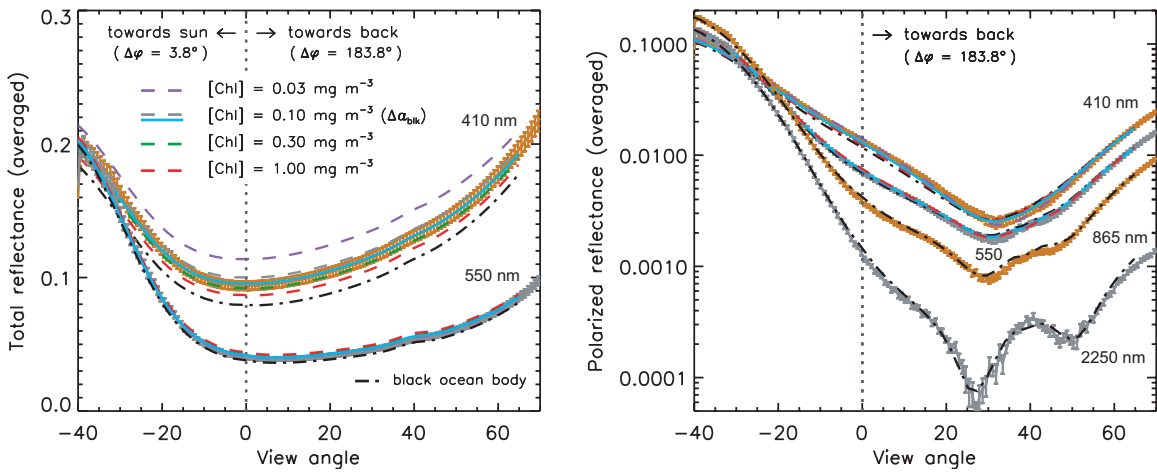 Total reflectance (averaged)
0.3
0.2
0.1
0.0
towards sun ← → towards back
(Δφ = 3.8°) (Δφ = 183.8°)
[Chl] = 0.03 mg m⁻³
[Chl] = 0.10 mg m⁻³ (Δα_blk)
[Chl] = 0.30 mg m⁻³
[Chl] = 1.00 mg m⁻³
410 nm
550 nm
black ocean body
−40 −20 0 20 40 60
View angle
Polarized reflectance (averaged)
0.1000
0.0100
0.0010
0.0001
→ towards back
(Δφ = 183.8°)
410 nm
550
865 nm
2250 nm
−40 −20 0 20 40 60
View angle